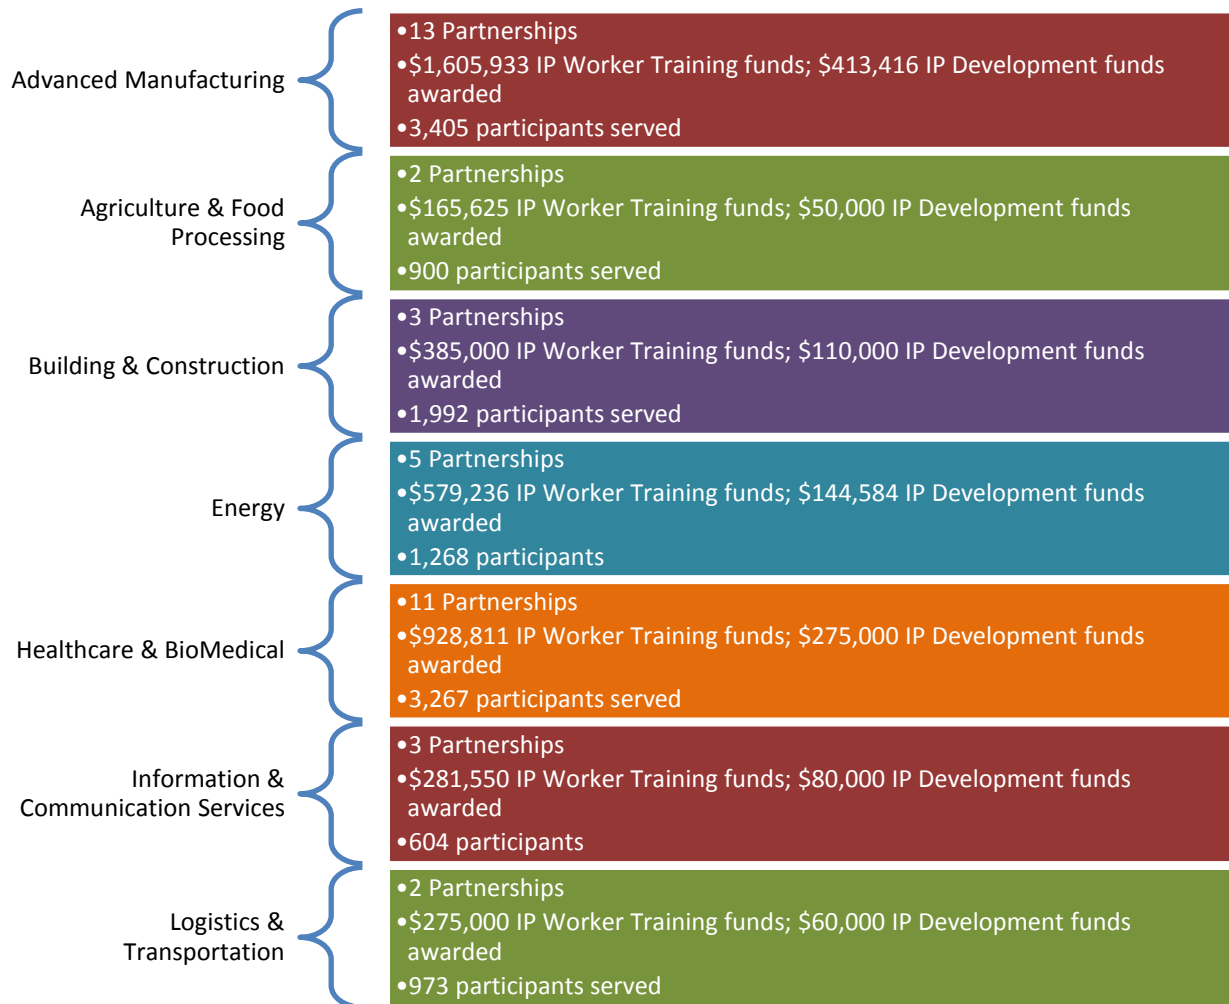 Advanced Manufacturing
•13 Partnerships
•$1,605,933 IP Worker Training funds; $413,416 IP Development funds
awarded
•3,405 participants served
Agriculture & Food
Processing
•2 Partnerships
•$165,625 IP Worker Training funds; $50,000 IP Development funds
awarded
•900 participants served
Building & Construction
•3 Partnerships
•$385,000 IP Worker Training funds; $110,000 IP Development funds
awarded
•1,992 participants served
Energy
•5 Partnerships
•$579,236 IP Worker Training funds; $144,584 IP Development funds
awarded
•1,268 participants
Healthcare & BioMedical
•11 Partnerships
•$928,811 IP Worker Training funds; $275,000 IP Development funds
awarded
•3,267 participants served
Information &
Communication Services
•3 Partnerships
•$281,550 IP Worker Training funds; $80,000 IP Development funds
awarded
•604 participants
Logistics &
Transportation
•2 Partnerships
•$275,000 IP Worker Training funds; $60,000 IP Development funds
awarded
•973 participants served